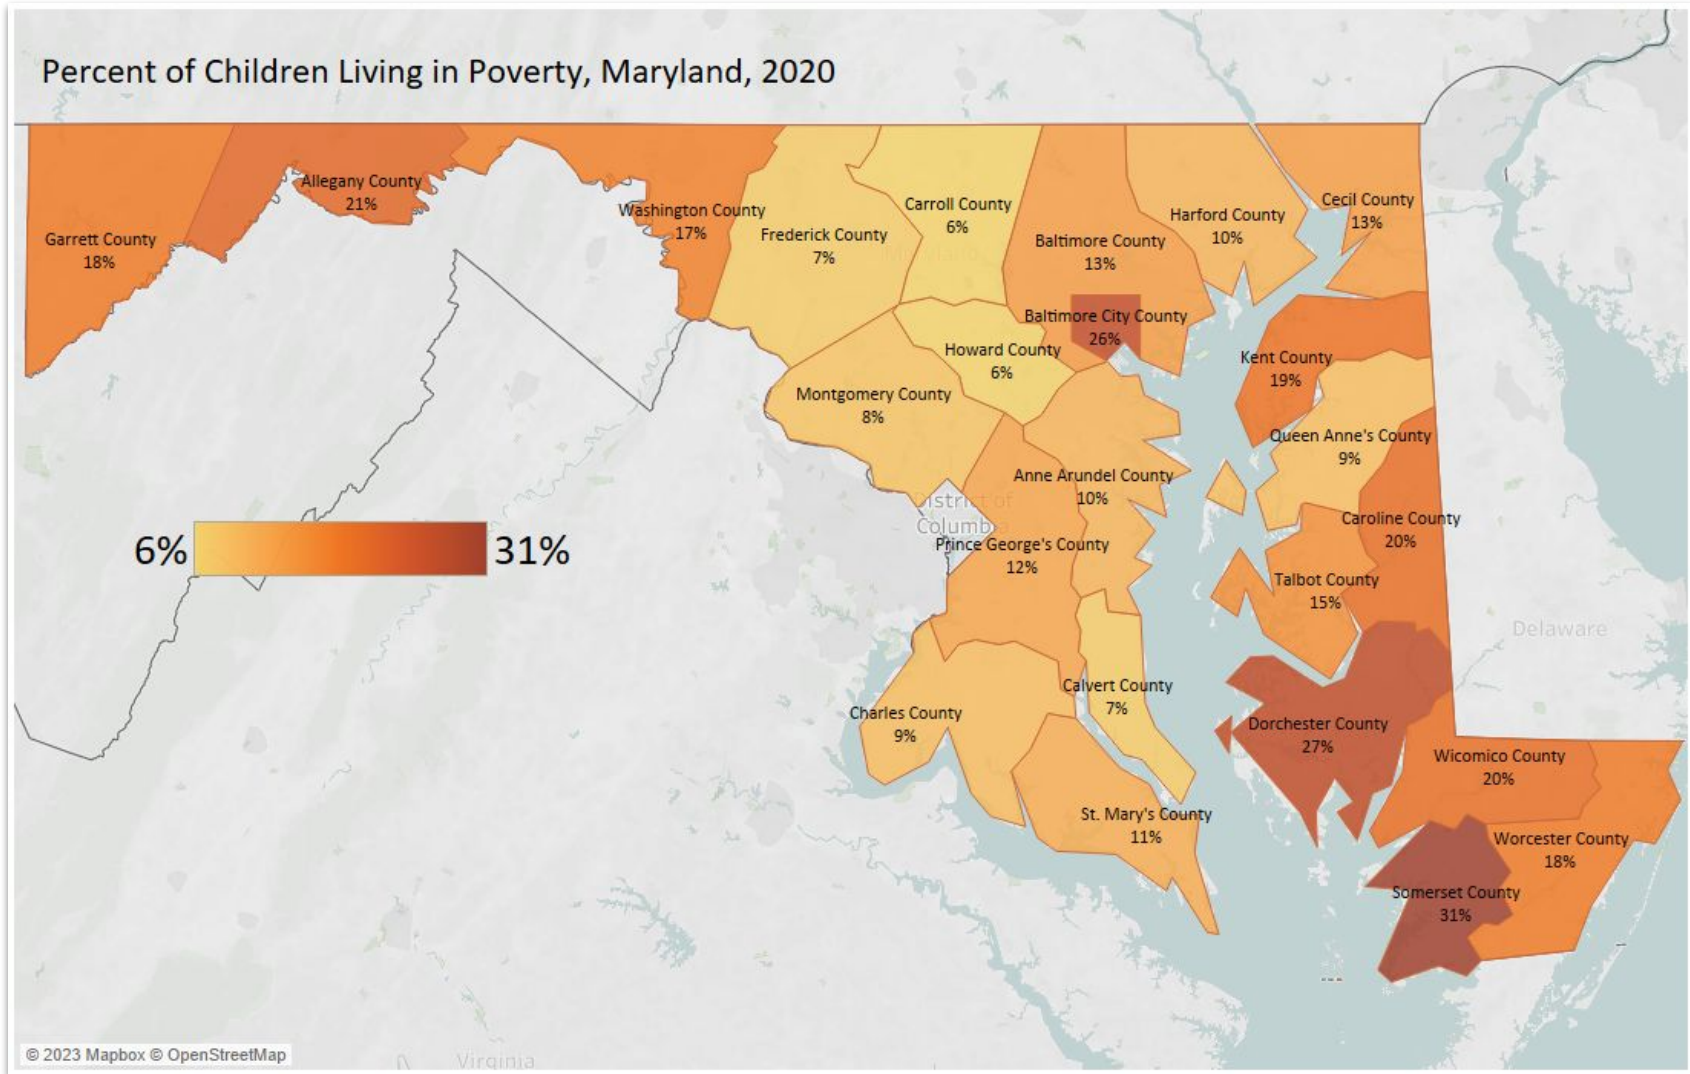 Percent of Children Living in Poverty, Maryland, 2020
Garrett County
18%
Allegany County
21%
Washington County
17%
Frederick County
7%
Carroll County
6%
Baltimore County
13%
Harford County
10%
Cecil County
13%
Baltimore City County
26%
Howard County
6%
Montgomery County
8%
Kent County
19%
Queen Anne's County
9%
Anne Arundel County
10%
District of
Columbia
Prince George's County
12%
Caroline County
20%
Talbot County
15%
6%
31%
Delaware
Calvert County
7%
Charles County
9%
Dorchester County
27%
Wicomico County
20%
St. Mary's County
11%
Worcester County
18%
Somerset County
31%
© 2023 Mapbox © OpenStreetMap
Virginia